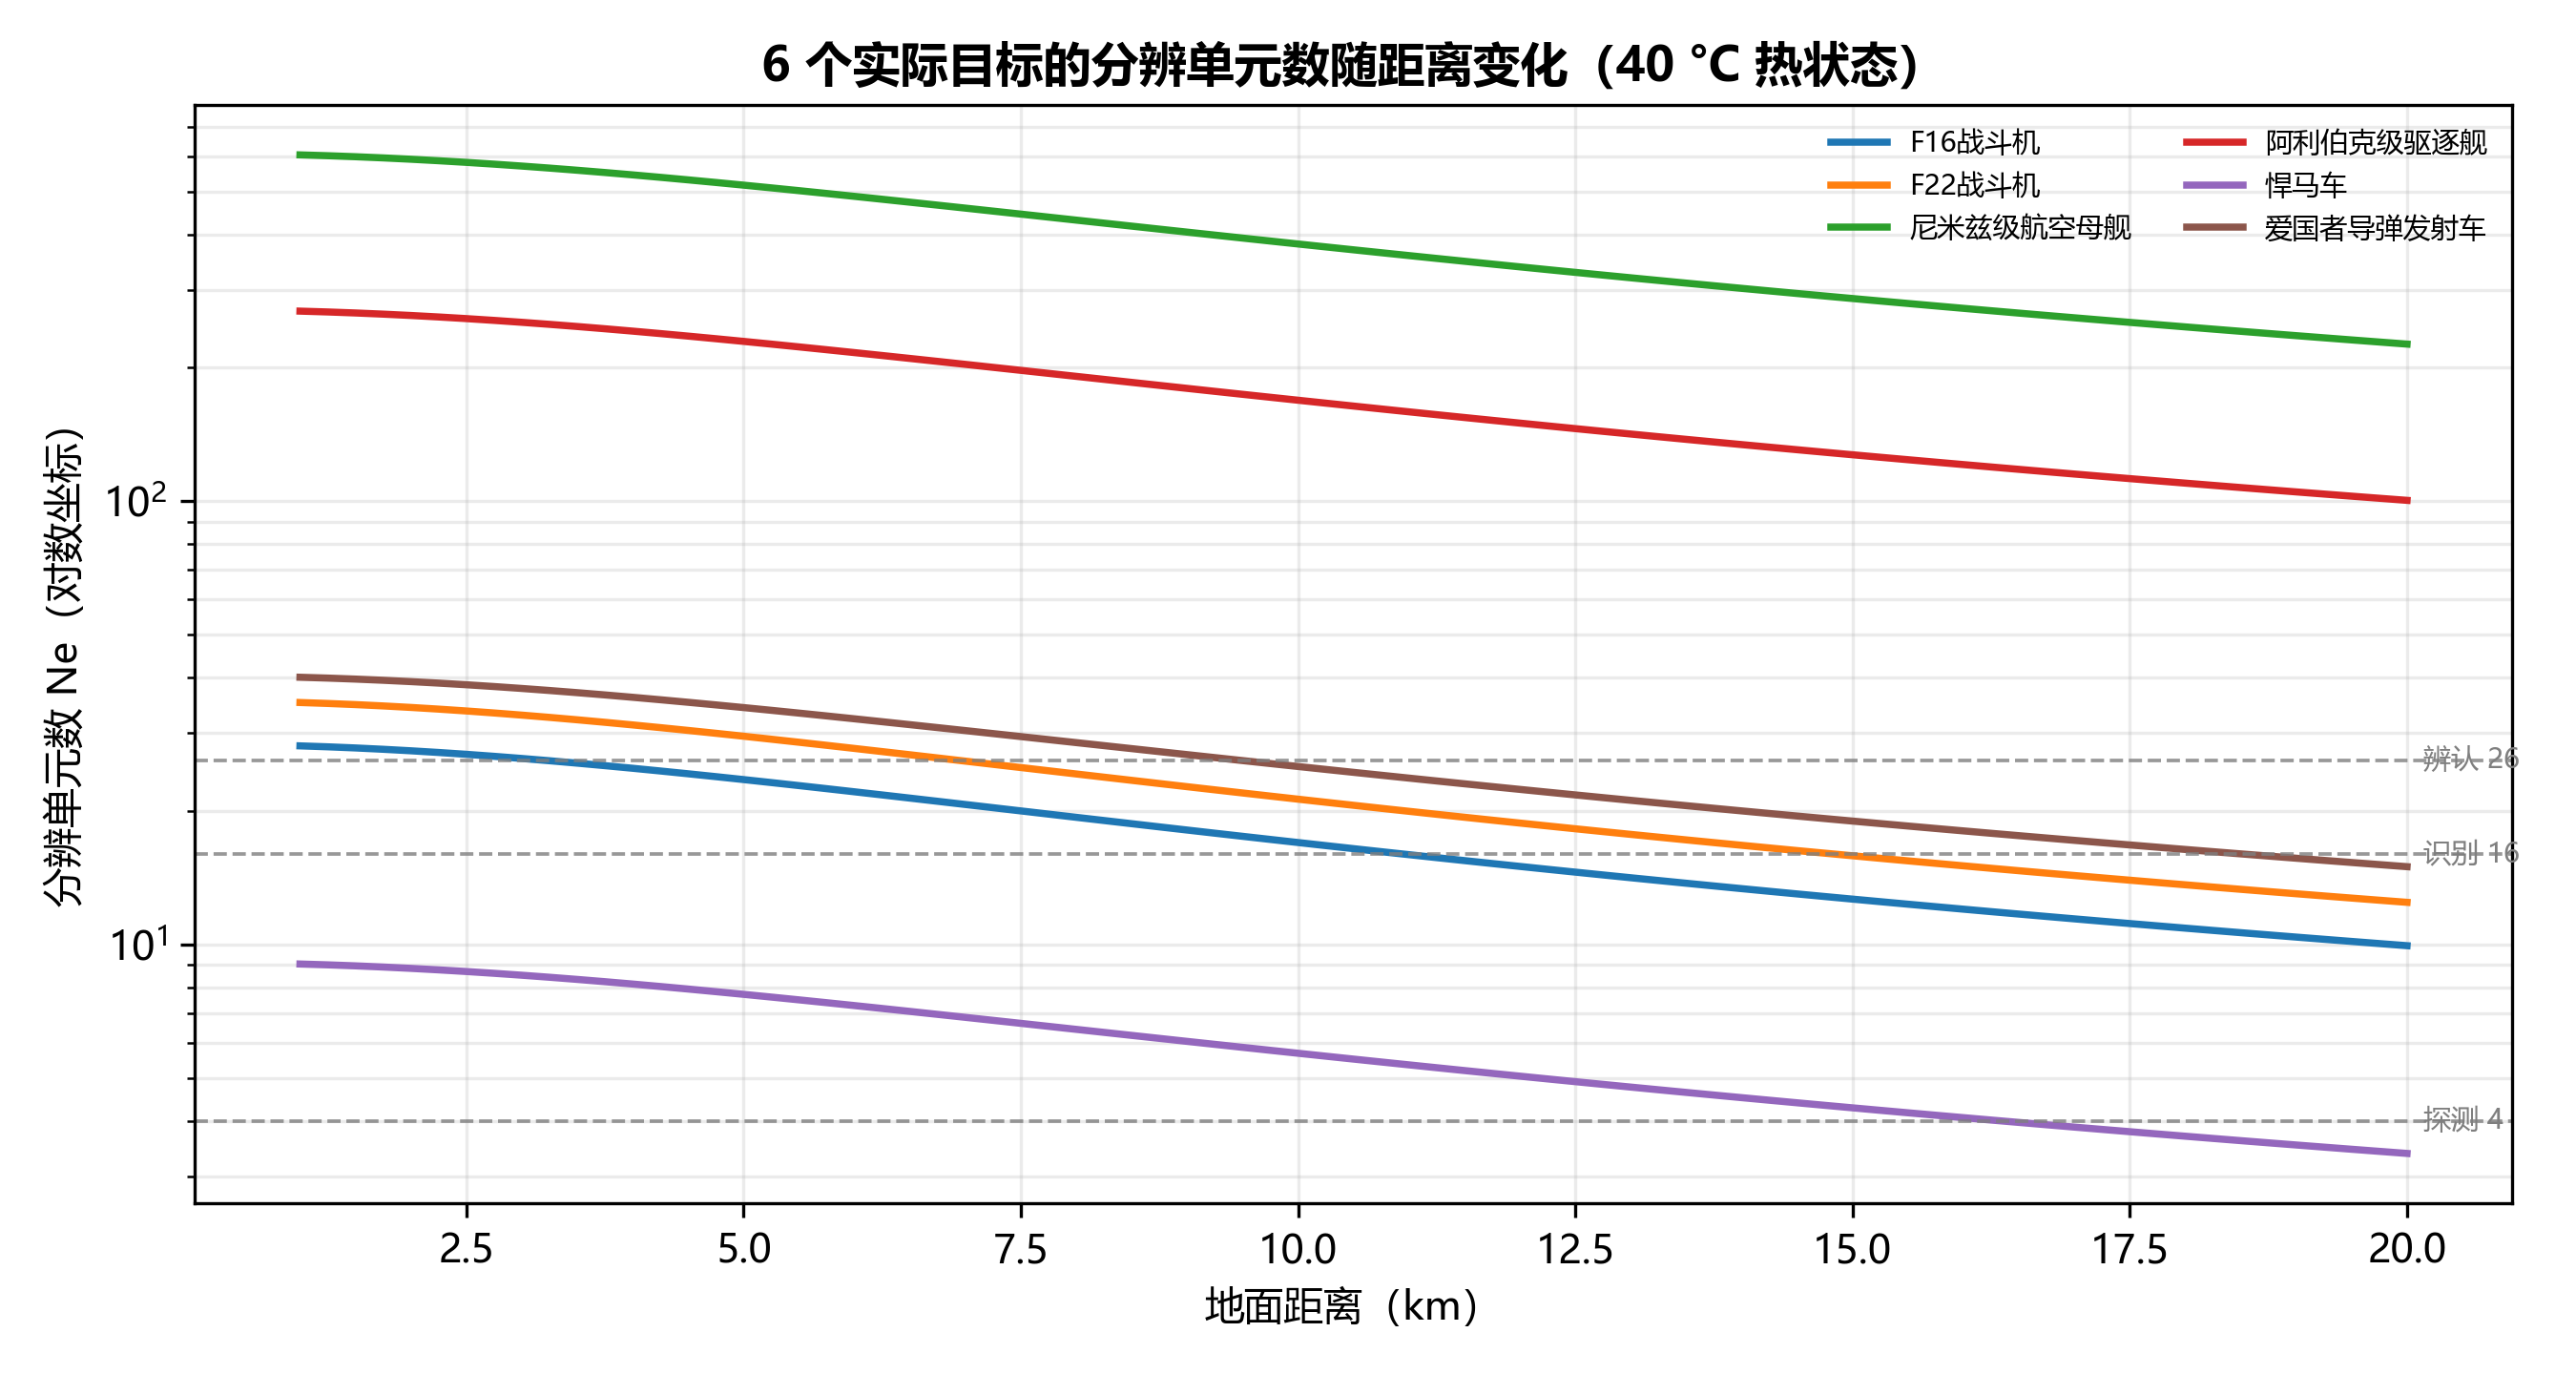 6 个实际目标的分辨单元数随距离变化（40 °C 热状态）
F16战斗机
F22战斗机
尼米兹级航空母舰
阿利伯克级驱逐舰
悍马车
爱国者导弹发射车
分辨单元数 Ne（对数坐标）
10²
10¹
辨认 26
识别 16
探测 4
2.5 5.0 7.5 10.0 12.5 15.0 17.5 20.0
地面距离（km）